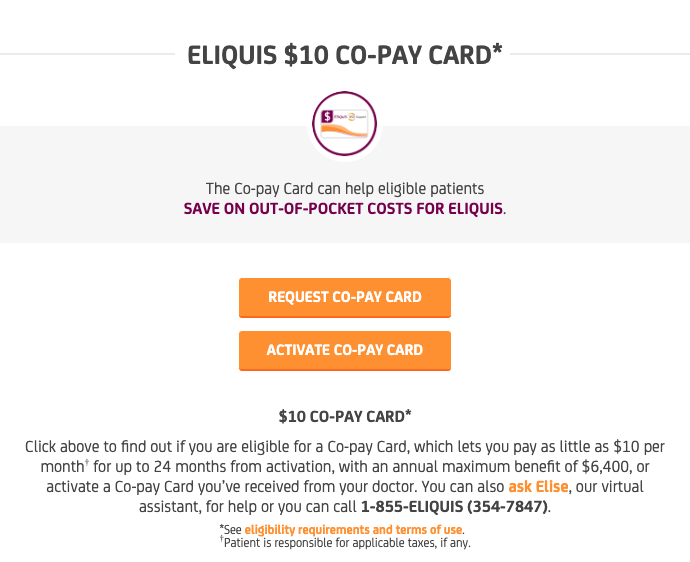 ELIQUIS $10 CO-PAY CARD*
$ Eliquis
The Co-pay Card can help eligible patients
SAVE ON OUT-OF-POCKET COSTS FOR ELIQUIS.
REQUEST CO-PAY CARD
ACTIVATE CO-PAY CARD
$10 CO-PAY CARD*
Click above to find out if you are eligible for a Co-pay Card, which lets you pay as little as $10 per
month† for up to 24 months from activation, with an annual maximum benefit of $6,400, or
activate a Co-pay Card you’ve received from your doctor. You can also ask Elise, our virtual
assistant, for help or you can call 1-855-ELIQUIS (354-7847).
*See eligibility requirements and terms of use.
†Patient is responsible for applicable taxes, if any.